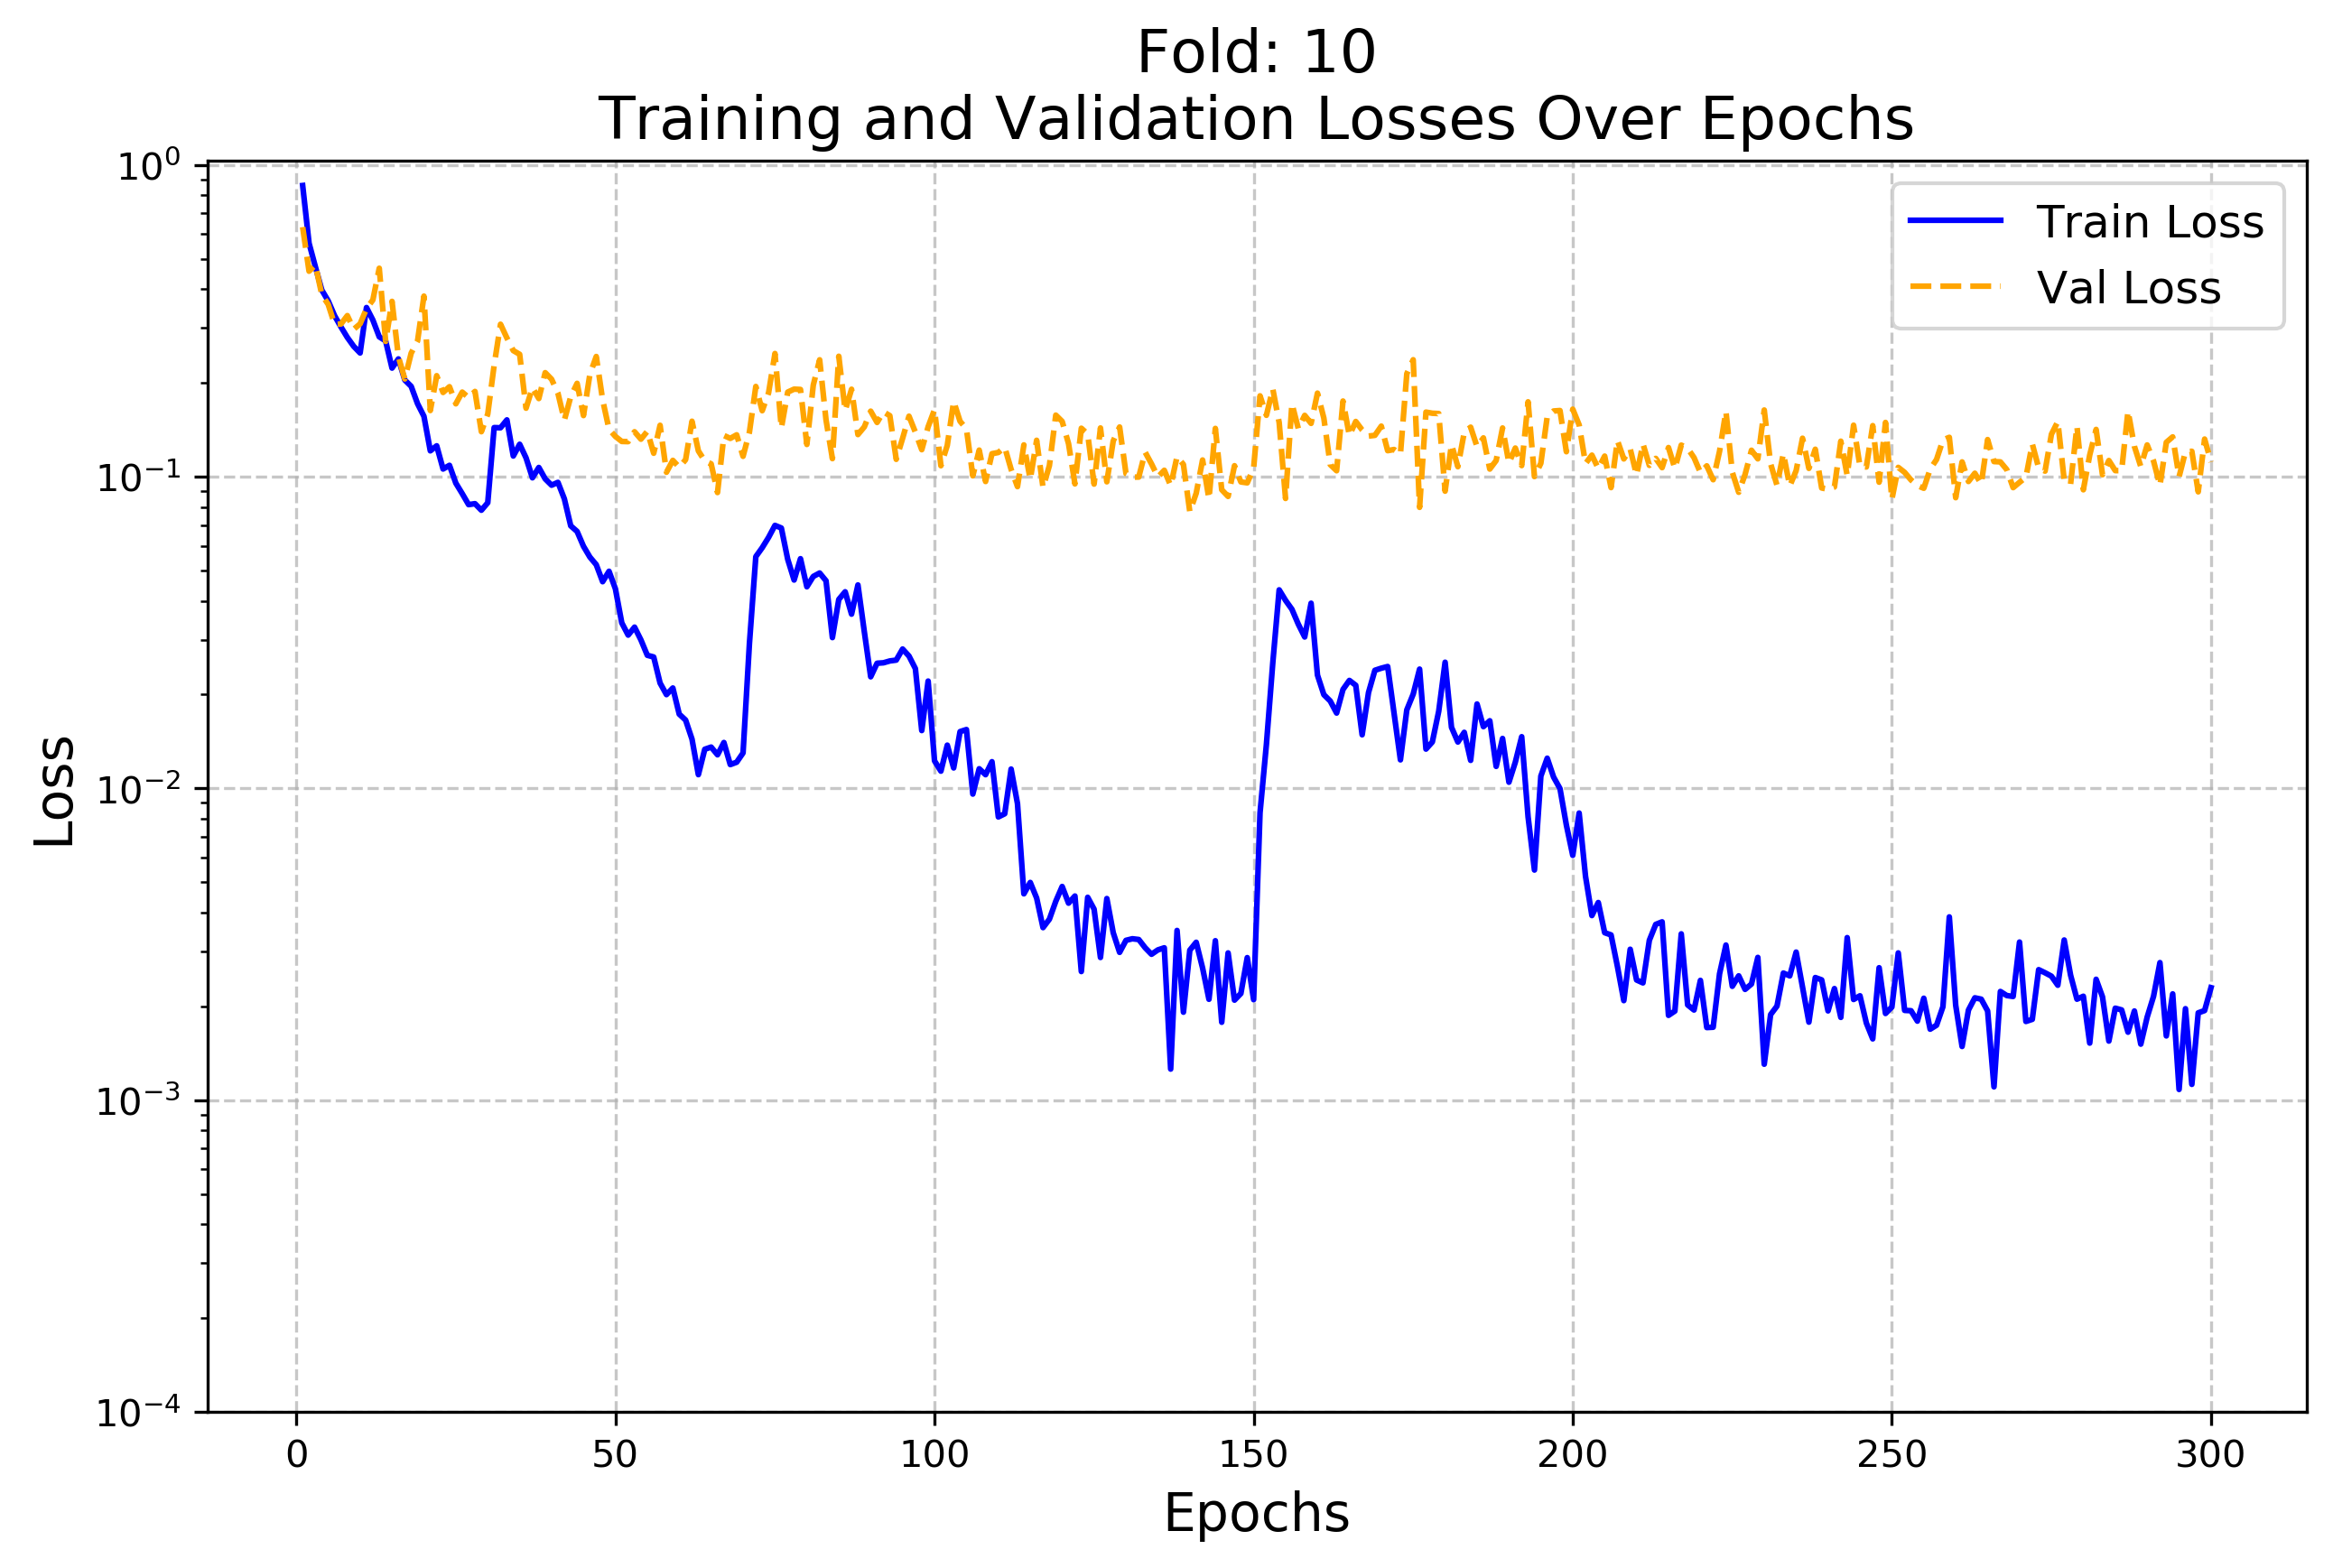 Fold: 10
Training and Validation Losses Over Epochs
Train Loss
Val Loss
Loss
10⁰
10⁻¹
10⁻²
10⁻³
10⁻⁴
0 50 100 150 200 250 300
Epochs